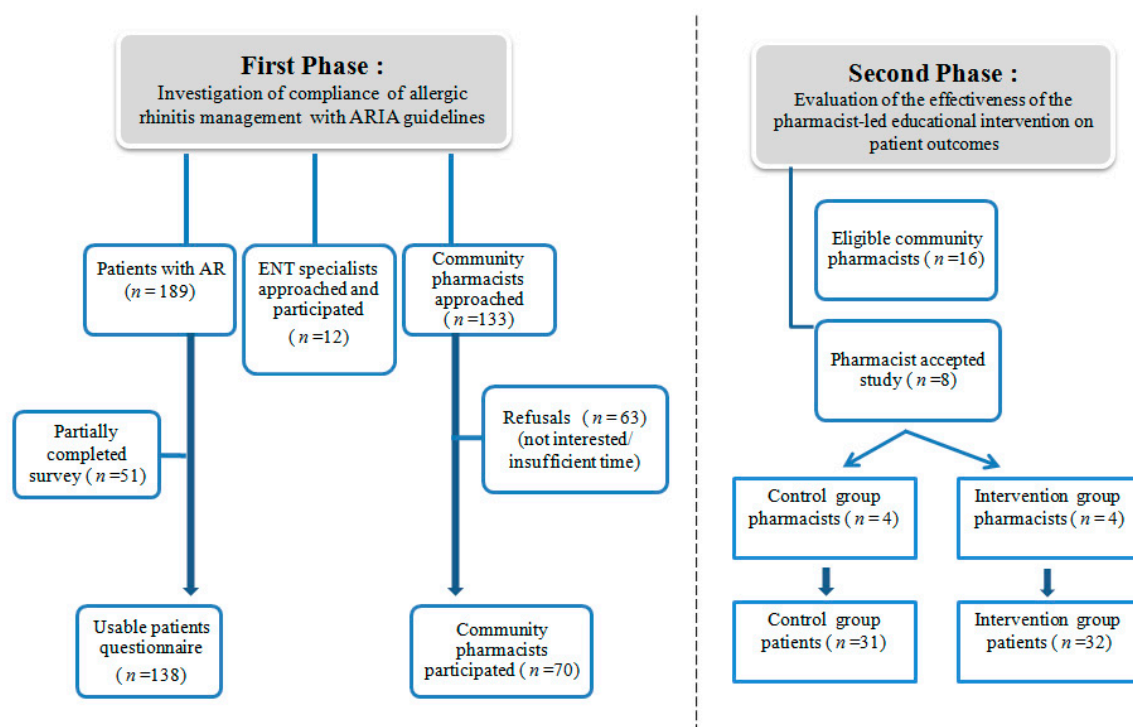 First Phase :
Investigation of compliance of allergic
rhinitis management with ARIA guidelines
Patients with AR
(n = 189)
ENT specialists
approached and
participated
( n =12)
Community
pharmacists
approached
( n =133)
Partially
completed
survey ( n =51)
Refusals ( n = 63)
(not interested/
insufficient time)
Usable patients
questionnaire
( n =138)
Community
pharmacists
participated ( n =70)
Second Phase :
Evaluation of the effectiveness of the
pharmacist-led educational intervention on
patient outcomes
Eligible community
pharmacists ( n =16)
Pharmacist accepted
study ( n =8)
Control group
pharmacists ( n = 4)
Intervention group
pharmacists ( n = 4)
Control group
patients ( n = 31)
Intervention group
patients ( n = 32)